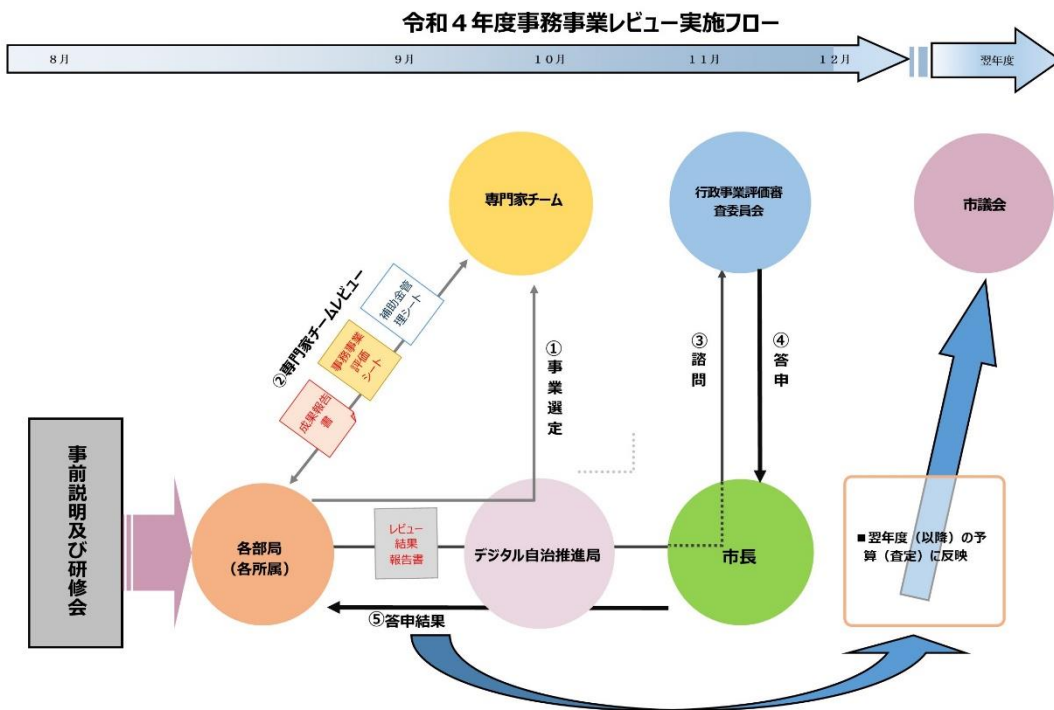 令和４年度事務事業レビュー実施フロー
8月
9月
10月
11月
12月
翌年度
専門家チーム
行政事業評価審
査委員会
市議会
②専門家チームレビュー
補助金管
理シート
事務事業
評価
シート
成果報告
書
①事業選定
③諮問
④答申
事前説明及び研修会
各部局
（各所属）
レビュー
結果
報告書
デジタル自治推進局
市長
■翌年度（以降）の予
算（査定）に反映
⑤答申結果